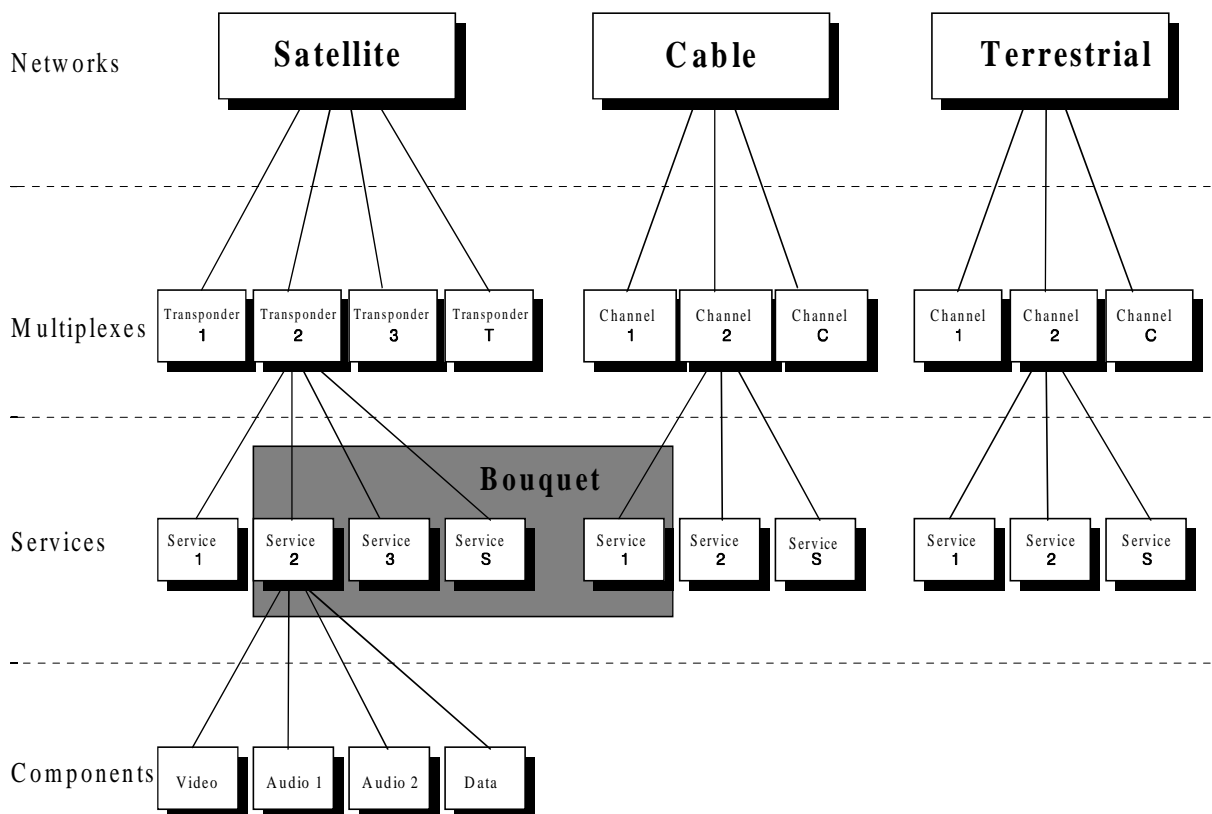 Networks
Satellite
Cable
Terrestrial
Multiplexes
Transponder
1
Transponder
2
Transponder
3
Transponder
T
Channel
1
Channel
2
Channel
C
Channel
1
Channel
2
Channel
C
Bouquet
Services
Service
1
Service
2
Service
3
Service
S
Service
1
Service
2
Service
S
Service
1
Service
2
Service
S
Components
Video
Audio 1
Audio 2
Data